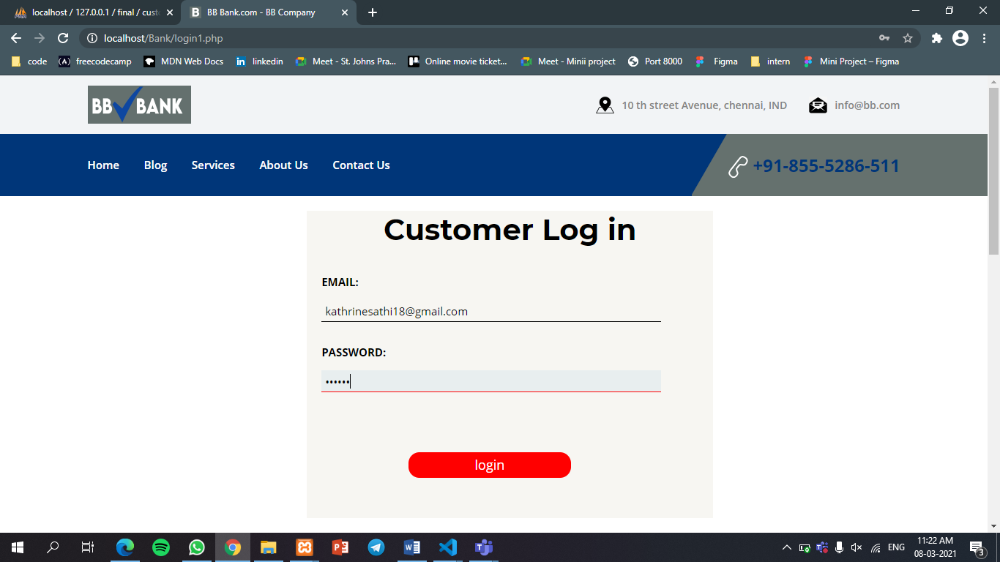 localhost / 127.0.0.1 / final / cust
BB Bank.com - BB Company
localhost/Bank/login1.php
code freecodecamp MDN Web Docs linkedin Meet - St. Johns Pra... Online movie ticket... Meet - Minii project Port 8000 Figma intern Mini Project – Figma
BB BANK
10 th street Avenue, chennai, IND
info@bb.com
Home Blog Services About Us Contact Us
+91-855-5286-511
Customer Log in
EMAIL:
kathrinesathi18@gmail.com
PASSWORD:
••••••
login
ENG
11:22 AM
08-03-2021
3